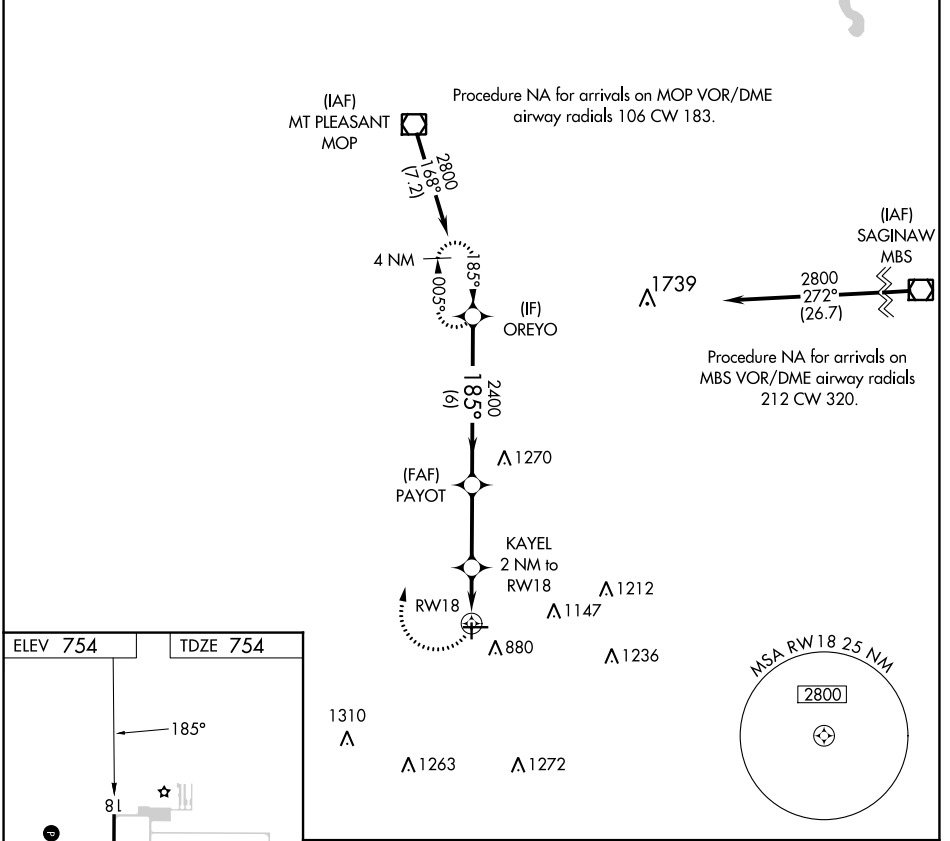 (IAF)
MT PLEASANT
MOP
Procedure NA for arrivals on MOP VOR/DME
airway radials 106 CW 183.
2800
168°
(7.2)
4 NM
185°
005°
(IF)
OREYO
1739
(IAF)
SAGINAW
MBS
2800
272°
(26.7)
Procedure NA for arrivals on
MBS VOR/DME airway radials
212 CW 320.
2400
185°
(6)
1270
(FAF)
PAYOT
KAYEL
2 NM to
RW18
RW18
1212
1147
880
1236
1310
1263
1272
MSA RW18 25 NM
2800
ELEV 754
TDZE 754
185°
18
P